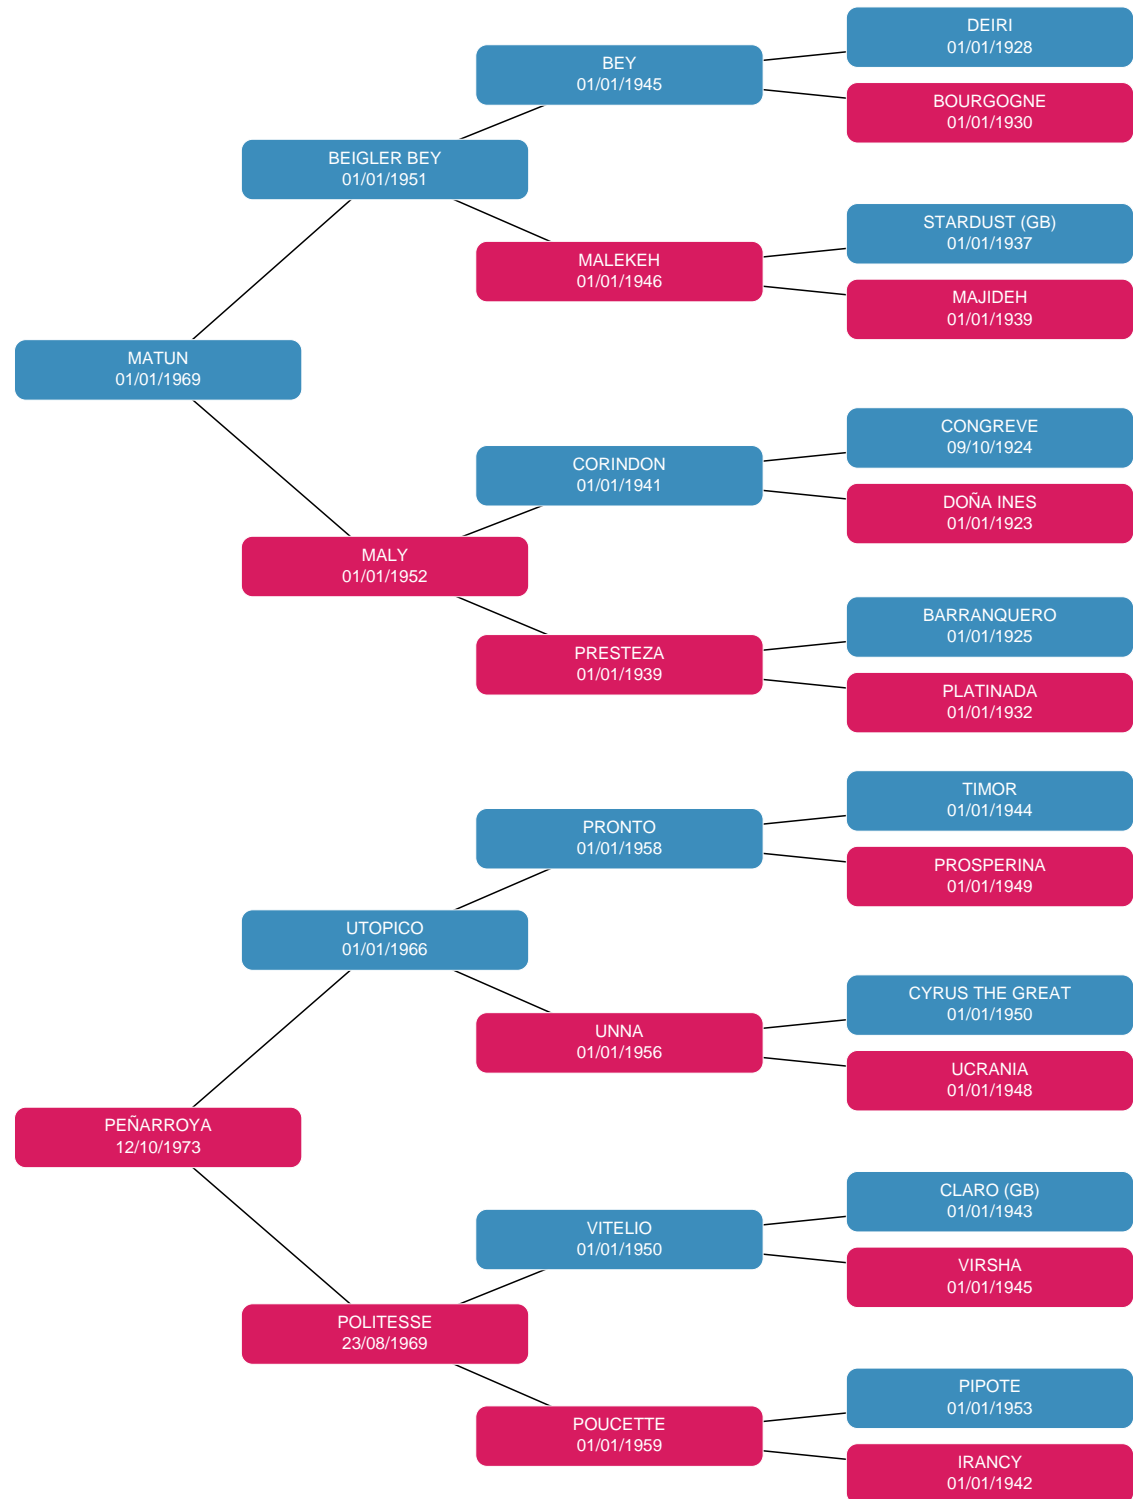 DEIRI
01/01/1928
BEY
01/01/1945
BOURGOGNE
01/01/1930
BEIGLER BEY
01/01/1951
STARDUST (GB)
01/01/1937
MALEKEH
01/01/1946
MAJIDEH
01/01/1939
MATUN
01/01/1969
CONGREVE
09/10/1924
CORINDON
01/01/1941
DOÑA INES
01/01/1923
MALY
01/01/1952
BARRANQUERO
01/01/1925
PRESTEZA
01/01/1939
PLATINADA
01/01/1932
TIMOR
01/01/1944
PRONTO
01/01/1958
PROSPERINA
01/01/1949
UTOPICO
01/01/1966
CYRUS THE GREAT
01/01/1950
UNNA
01/01/1956
UCRANIA
01/01/1948
PEÑARROYA
12/10/1973
CLARO (GB)
01/01/1943
VITELIO
01/01/1950
VIRSHA
01/01/1945
POLITESSE
23/08/1969
PIPOTE
01/01/1953
POUCETTE
01/01/1959
IRANCY
01/01/1942